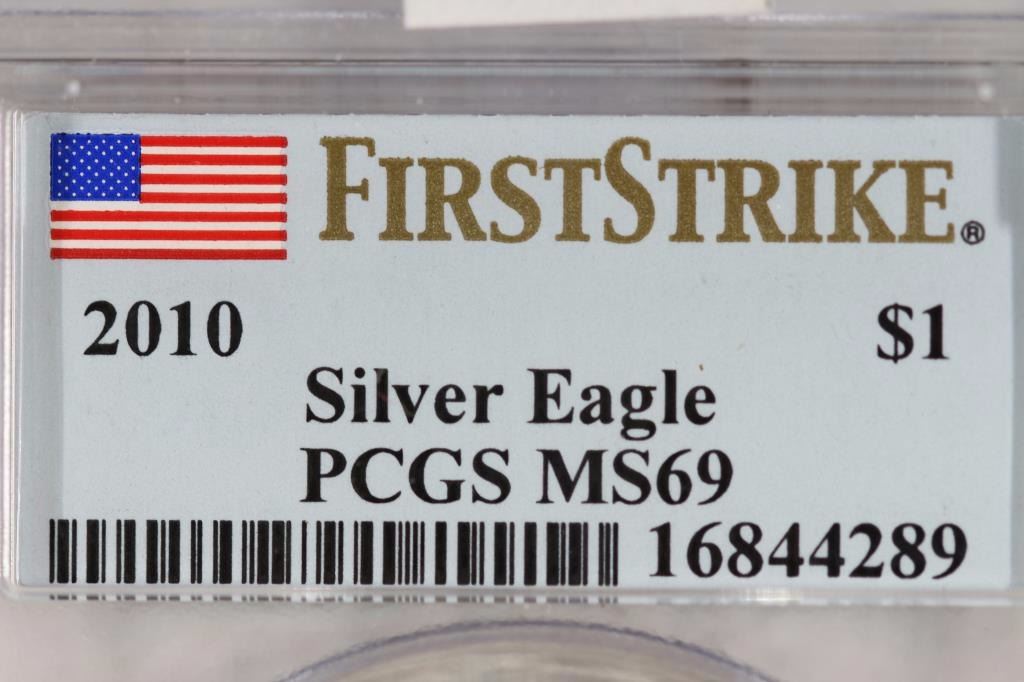 FIRSTSTRIKE®
2010 $1
Silver Eagle
PCGS MS69
16844289